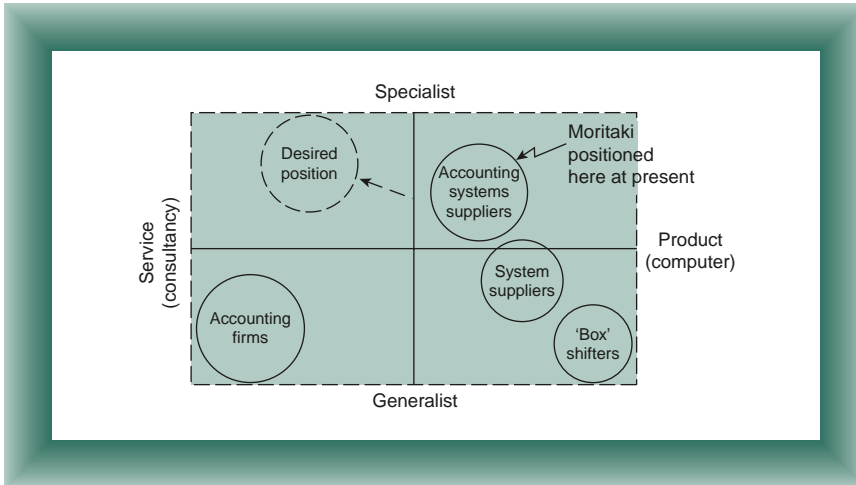 Specialist
Desired
position
Accounting
systems
suppliers
Moritaki
positioned
here at present
Service
(consultancy)
Product
(computer)
System
suppliers
Accounting
firms
‘Box’
shifters
Generalist